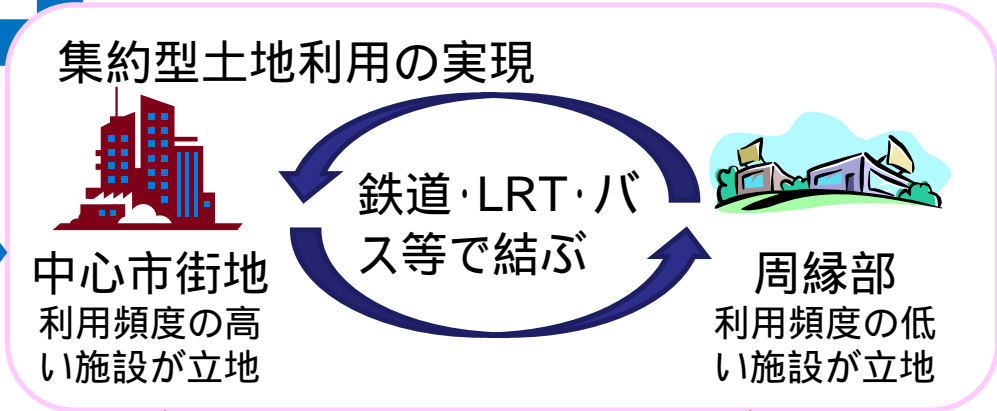 集約型土地利用の実現
鉄道･LRT･バ
ス等で結ぶ
中心市街地
利用頻度の高
い施設が立地
周縁部
利用頻度の低
い施設が立地